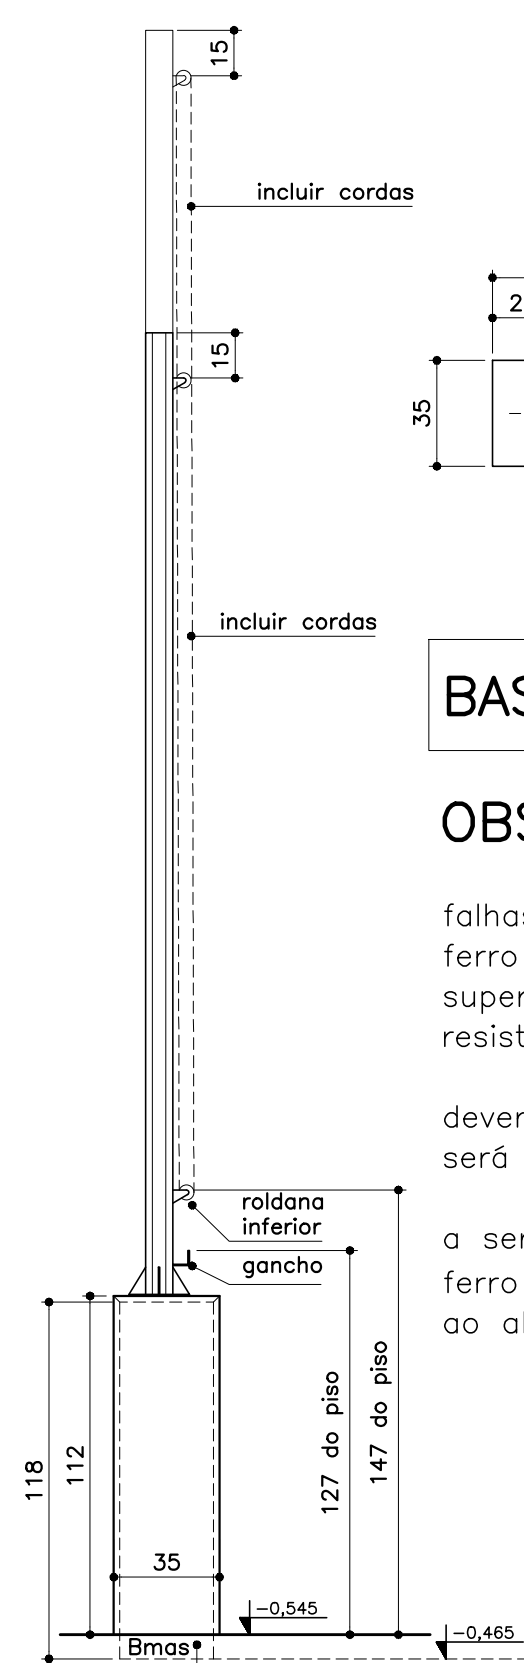 15
incluir cordas
2
15
35
incluir cordas
BAS
OBS
falhas
ferro
super
resist
dever
será
roldana
inferior
a ser
gancho
ferro
ao al
127 do piso
147 do piso
118
112
35
-0,545
-0,465
Bmas